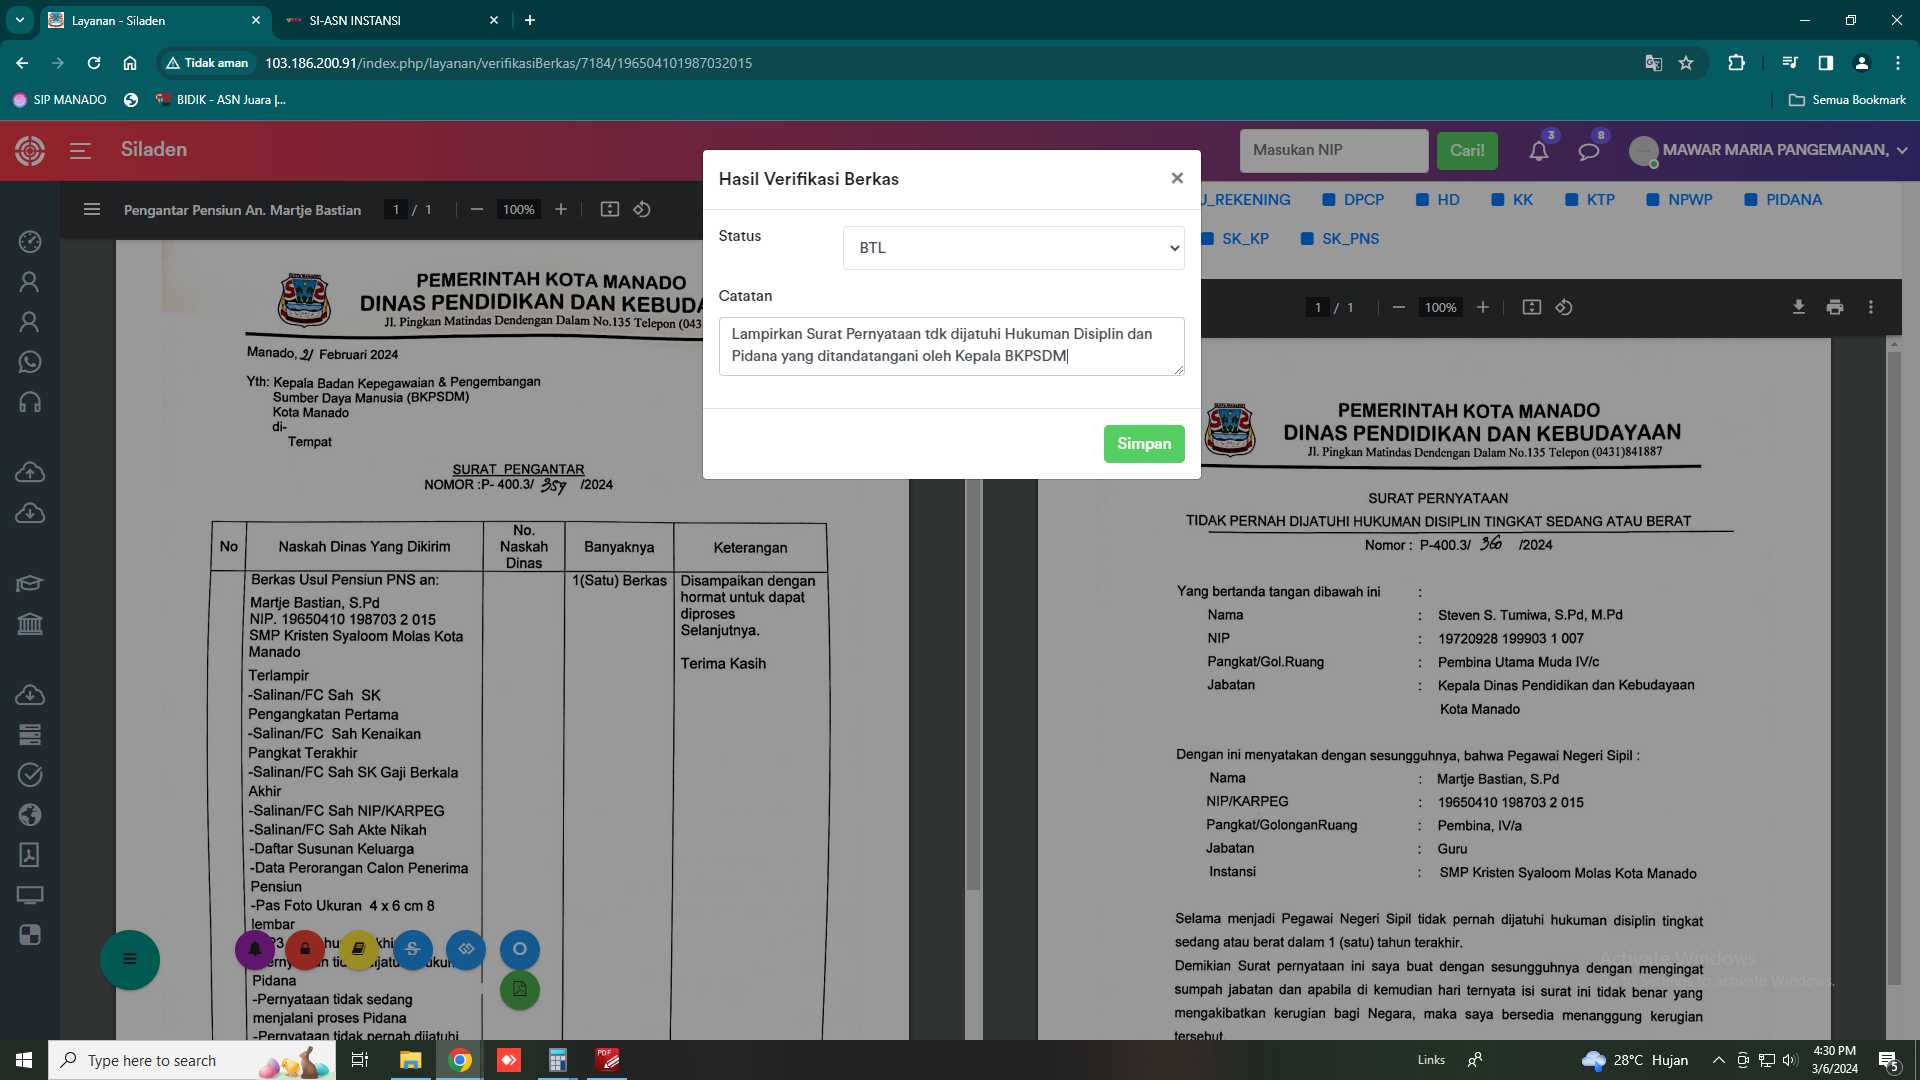 Layanan - Siladen
SI-ASN INSTANSI
Tidak aman
103.186.200.91/index.php/layanan/verifikasiBerkas/7184/196504101987032015
SIP MANADO
BIDIK - ASN Juara |...
Semua Bookmark
Siladen
Masukan NIP
Cari!
3
8
MAWAR MARIA PANGEMANAN,
Pengantar Pensiun An. Martje Bastian
1 / 1
100%
PEMERINTAH KOTA MANADO
DINAS PENDIDIKAN DAN KEBUDA
Jl. Pingkan Matindas Dendengan Dalam No.135 Telepon (043
Manado, 21 Februari 2024
Yth: Kepala Badan Kepegawaian & Pengembangan
Sumber Daya Manusia (BKPSDM)
Kota Manado
di-
Tempat
SURAT PENGANTAR
NOMOR :P- 400.3/ 359 /2024
No
Naskah Dinas Yang Dikirim
No.
Naskah
Dinas
Banyaknya
Keterangan
Berkas Usul Pensiun PNS an:
Martje Bastian, S.Pd
NIP. 19650410 198703 2 015
SMP Kristen Syaloom Molas Kota
Manado
Terlampir
-Salinan/FC Sah SK
Pengangkatan Pertama
-Salinan/FC Sah Kenaikan
Pangkat Terakhir
-Salinan/FC Sah SK Gaji Berkala
Akhir
-Salinan/FC Sah NIP/KARPEG
-Salinan/FC Sah Akte Nikah
-Daftar Susunan Keluarga
-Data Perorangan Calon Penerima
Pensiun
-Pas Foto Ukuran 4 x 6 cm 8
lembar
Pidana
-Pernyataan tidak sedang
menjalani proses Pidana
-Pernyataan tidak pernah dijatuhi
1(Satu) Berkas
Disampaikan dengan
hormat untuk dapat
diproses
Selanjutnya.
Terima Kasih
Hasil Verifikasi Berkas
×
Status
BTL
Catatan
Lampirkan Surat Pernyataan tdk dijatuhi Hukuman Disiplin dan
Pidana yang ditandatangani oleh Kepala BKPSDM
Simpan
J_REKENING
DPCP
HD
KK
KTP
NPWP
PIDANA
SK_KP
SK_PNS
1 / 1
100%
PEMERINTAH KOTA MANADO
DINAS PENDIDIKAN DAN KEBUDAYAAN
Jl. Pingkan Matindas Dendengan Dalam No.135 Telepon (0431)841887
SURAT PERNYATAAN
TIDAK PERNAH DIJATUHI HUKUMAN DISIPLIN TINGKAT SEDANG ATAU BERAT
Nomor : P-400.3/ 360 /2024
Yang bertanda tangan dibawah ini :
Nama : Steven S. Tumiwa, S.Pd, M.Pd
NIP : 19720928 199903 1 007
Pangkat/Gol.Ruang : Pembina Utama Muda IV/c
Jabatan : Kepala Dinas Pendidikan dan Kebudayaan
Kota Manado
Dengan ini menyatakan dengan sesungguhnya, bahwa Pegawai Negeri Sipil :
Nama : Martje Bastian, S.Pd
NIP/KARPEG : 19650410 198703 2 015
Pangkat/GolonganRuang : Pembina, IV/a
Jabatan : Guru
Instansi : SMP Kristen Syaloom Molas Kota Manado
Selama menjadi Pegawai Negeri Sipil tidak pernah dijatuhi hukuman disiplin tingkat
sedang atau berat dalam 1 (satu) tahun terakhir.
Demikian Surat pernyataan ini saya buat dengan sesungguhnya dengan mengingat
sumpah jabatan dan apabila di kemudian hari ternyata isi surat ini tidak benar yang
mengakibatkan kerugian bagi Negara, maka saya bersedia menanggung kerugian
tersebut.
Activate Windows
to activate Windows.
Type here to search
Links
28°C Hujan
4:30 PM
3/6/2024
5